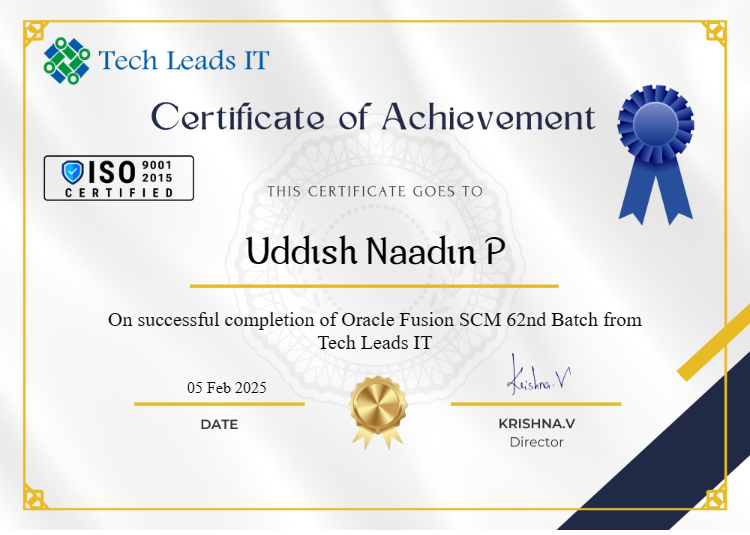 Tech Leads IT
Certificate of Achievement
ISO 9001 2015
CERTIFIED
THIS CERTIFICATE GOES TO
Uddish Naadin P
On successful completion of Oracle Fusion SCM 62nd Batch from
Tech Leads IT
05 Feb 2025
Krishna.V
DATE
KRISHNA.V
Director